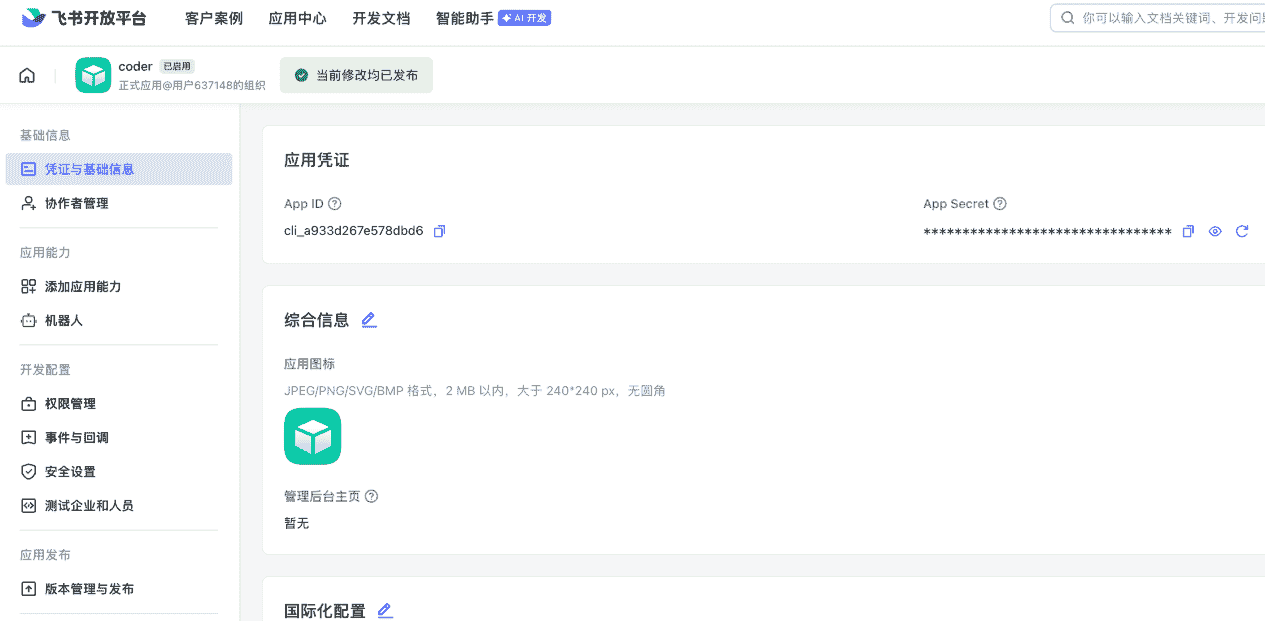 飞书开放平台 客户案例 应用中心 开发文档 智能助手 AI 开发 你可以输入文档关键词、开发问
coder 已启用
正式应用@用户637148的组织
当前修改均已发布
基础信息
凭证与基础信息
协作者管理
应用能力
添加应用能力
机器人
开发配置
权限管理
事件与回调
安全设置
测试企业和人员
应用发布
版本管理与发布
应用凭证
App ID
cli_a933d267e578dbd6
App Secret
********************************
综合信息
应用图标
JPEG/PNG/SVG/BMP 格式，2 MB 以内，大于 240*240 px，无圆角
管理后台主页
暂无
国际化配置